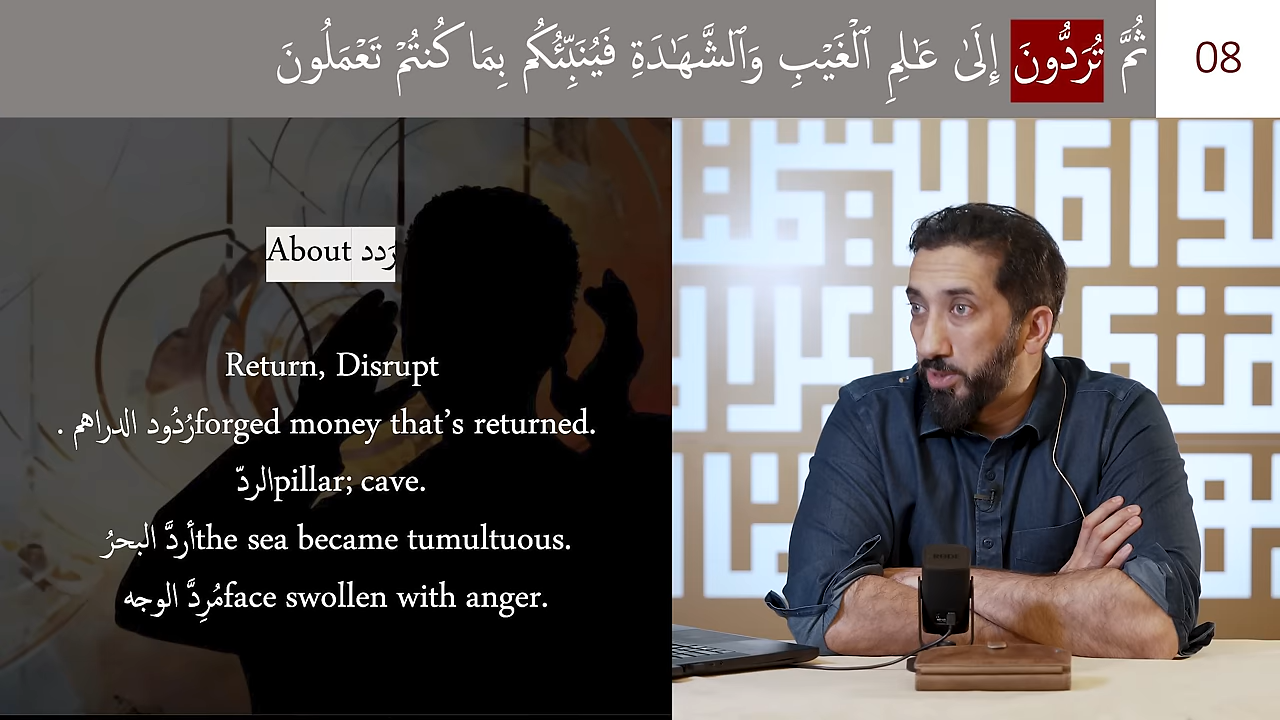 ثُمَّ تُرَدُّونَ إِلَىٰ عَـٰلِمِ ٱلْغَيْبِ وَٱلشَّهَـٰدَةِ فَيُنَبِّئُكُم بِمَا كُنتُمْ تَعْمَلُونَ
08
About رَدد
Return, Disrupt
. رُدُود الدراهم forged money that’s returned.
الردّ pillar; cave.
أردَّ البحرُ the sea became tumultuous.
مُرِدَّ الوجه face swollen with anger.